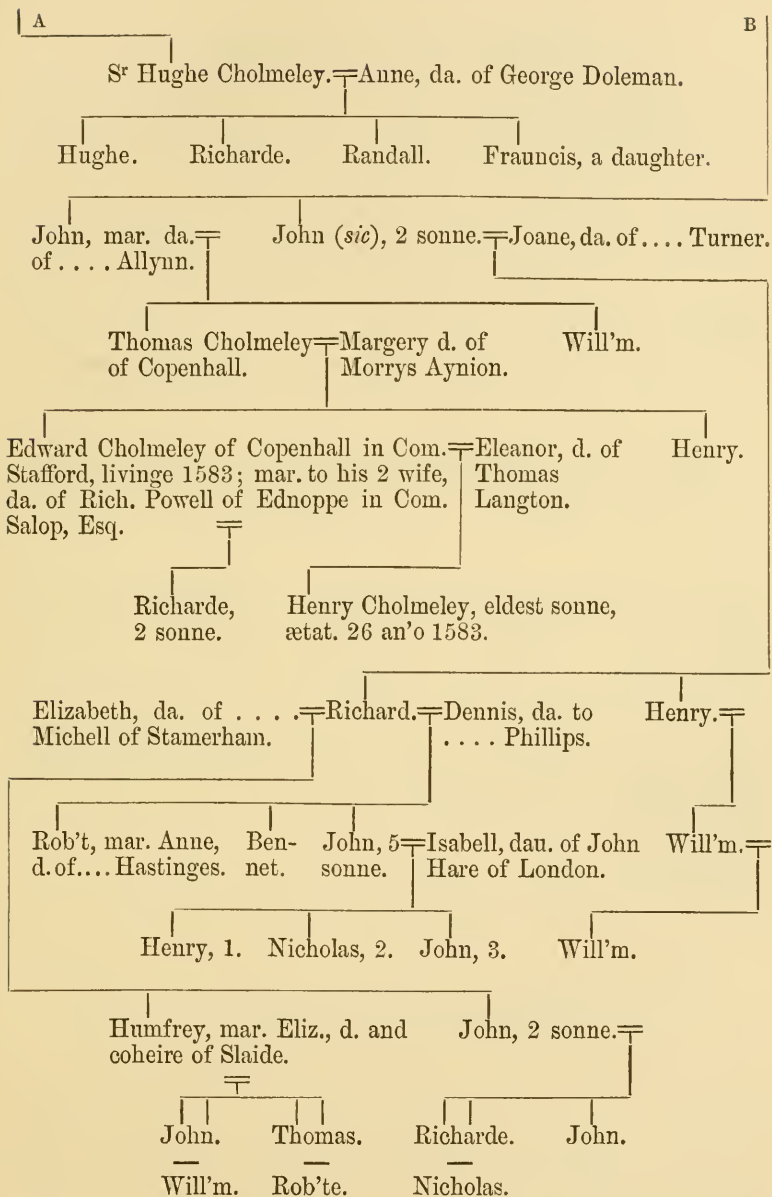 A
B
Sʳ Hughe Cholmeley.=Anne, da. of George Doleman.
Hughe. Richarde. Randall. Frauncis, a daughter.
John, mar. da.= John (sic), 2 sonne.=Joane, da. of.... Turner.
of .... Allynn.
Thomas Cholmeley=Margery d. of Will'm.
of Copenhall. Morrys Aynion.
Edward Cholmeley of Copenhall in Com.=Eleanor, d. of Henry.
Stafford, livinge 1583; mar. to his 2 wife, Thomas
da. of Rich. Powell of Ednoppe in Com. Langton.
Salop, Esq. =
Richarde, Henry Cholmeley, eldest sonne,
2 sonne. ætat. 26 an'o 1583.
Elizabeth, da. of . . . .=Richard.=Dennis, da. to Henry.=
Michell of Stamerham. .... Phillips.
Rob't, mar. Anne, Ben- John, 5=Isabell, dau. of John Will'm.=
d. of.... Hastinges. net. sonne. Hare of London.
Henry, 1. Nicholas, 2. John, 3. Will'm.
Humfrey, mar. Eliz., d. and John, 2 sonne.=
coheire of Slaide.
=
John. Thomas. Richarde. John.
Will'm. Rob'te. Nicholas.